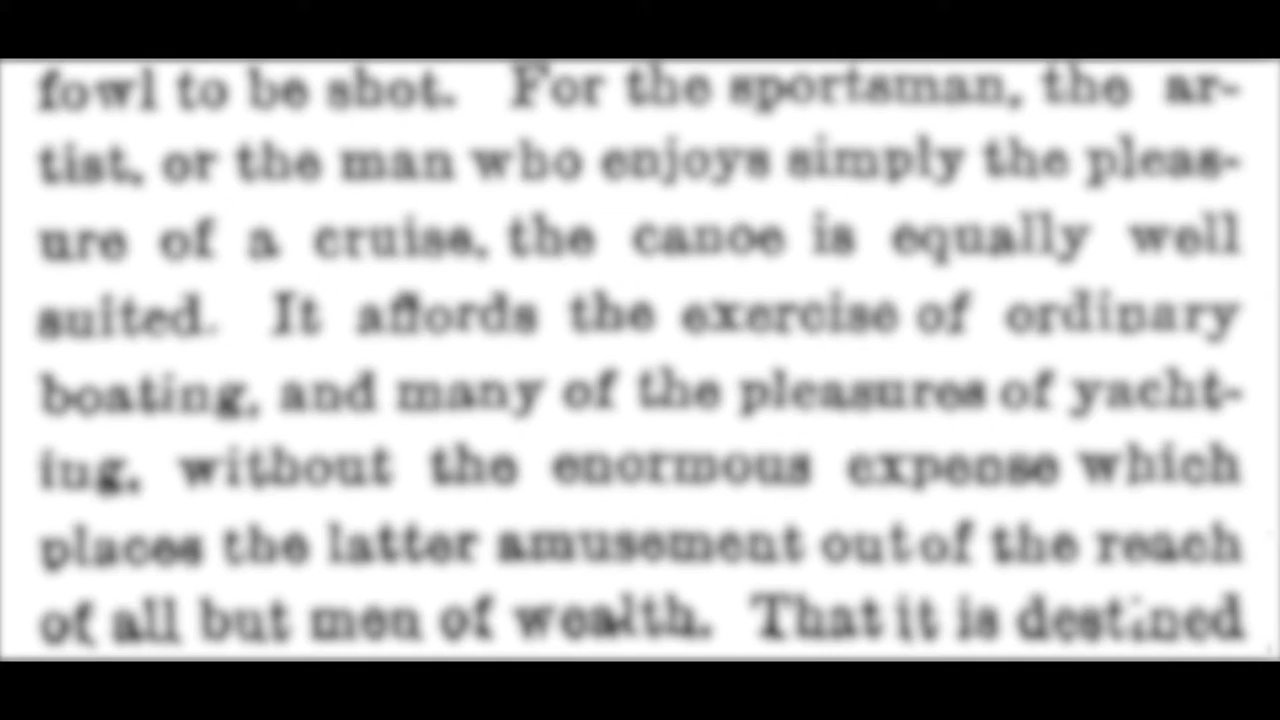 fowl to be shot. For the sportsman, the ar-
tist, or the man who enjoys simply the pleas-
ure of a cruise, the canoe is equally well
suited. It affords the exercise of ordinary
boating, and many of the pleasures of yacht-
ing, without the enormous expense which
places the latter amusement out of the reach
of all but men of wealth. That it is destined